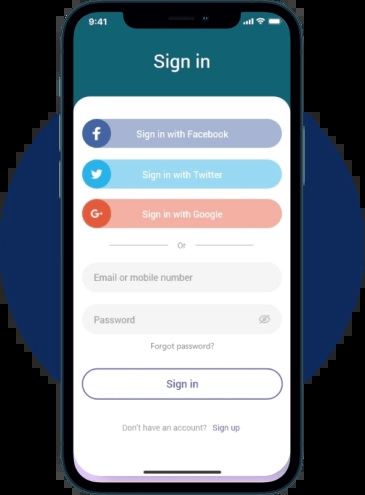 9:41
Sign in
Sign in with Facebook
Sign in with Twitter
Sign in with Google
Or
Email or mobile number
Password
Forgot password?
Sign in
Don't have an account? Sign up